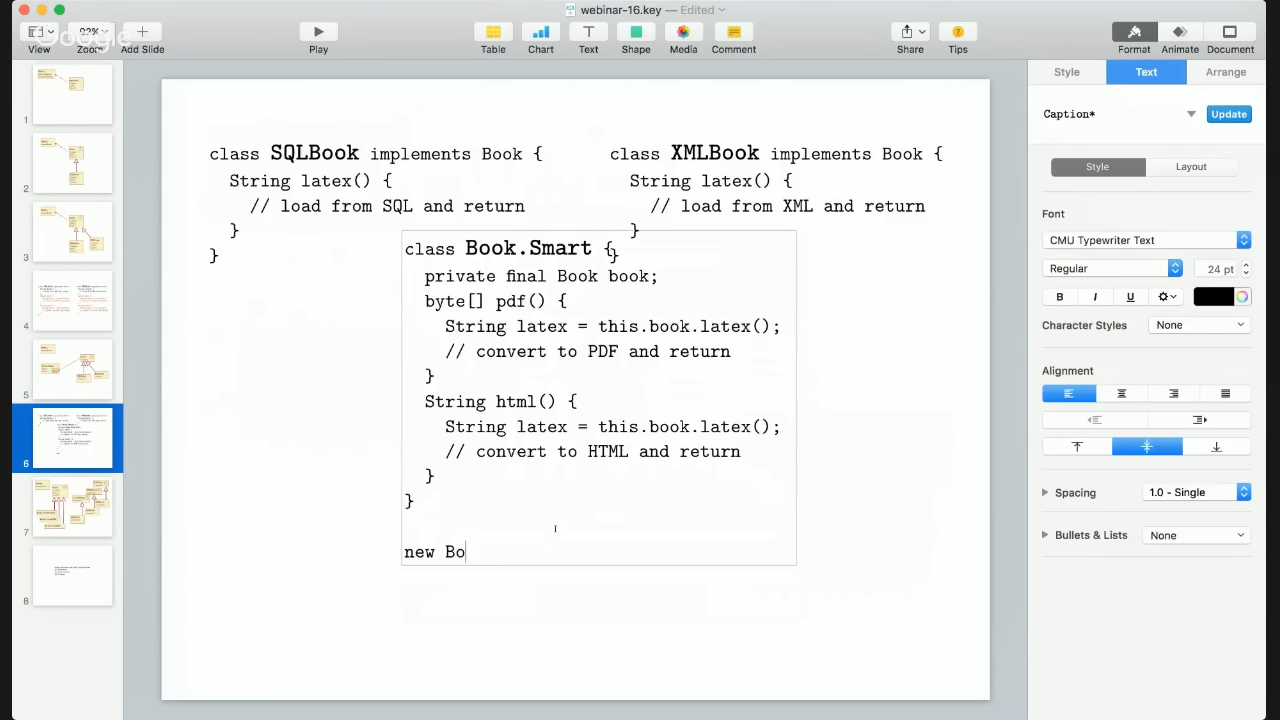 webinar-16.key — Edited
Google
View
92%
Zoom
Add Slide
Play
Table
Chart
Text
Shape
Media
Comment
Share
Tips
Format
Animate
Document
Style
Text
Arrange
Caption*
Update
Style
Layout
Font
CMU Typewriter Text
Regular
24 pt
B
I
U
Character Styles
None
Alignment
Spacing
1.0 - Single
Bullets & Lists
None
1
2
3
4
5
6
7
8
class SQLBook implements Book {
String latex() {
// load from SQL and return
}
}
class XMLBook implements Book {
String latex() {
// load from XML and return
}
}
class Book.Smart {
private final Book book;
byte[] pdf() {
String latex = this.book.latex();
// convert to PDF and return
}
String html() {
String latex = this.book.latex();
// convert to HTML and return
}
}
new Bo